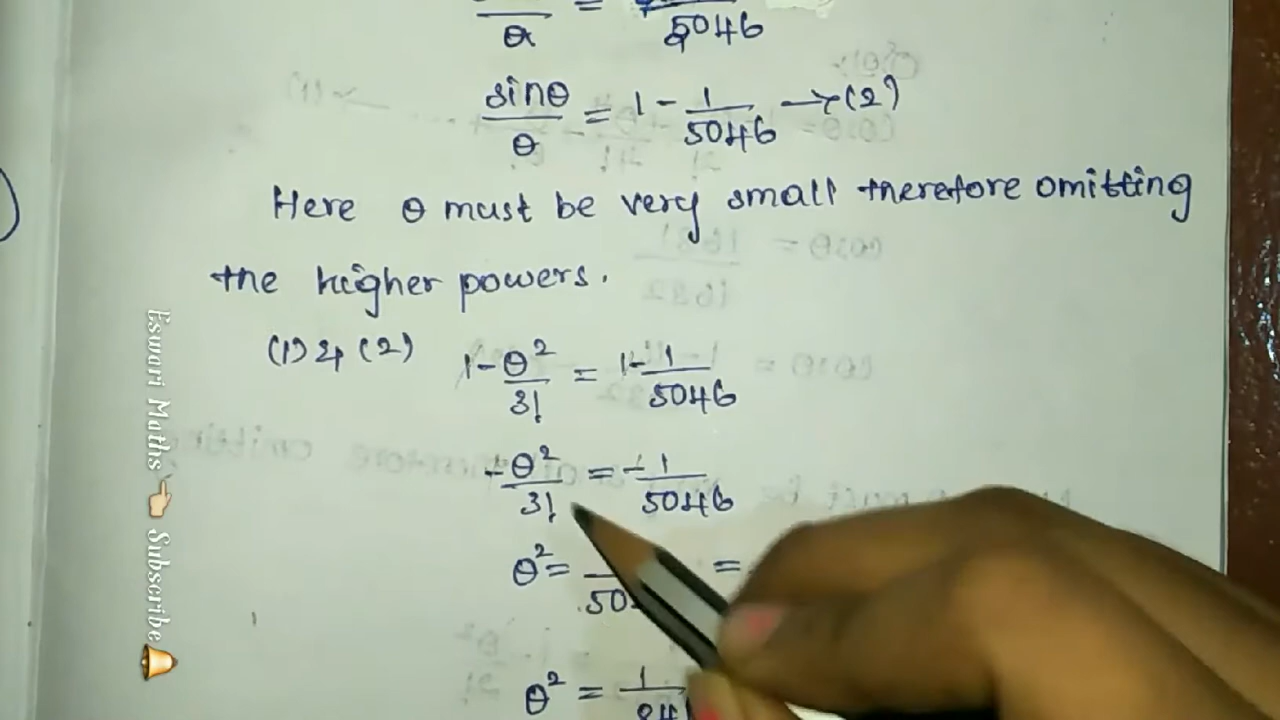 θ = 5046
sinθ/θ = 1 - 1/5046 → (2)
Here θ must be very small therefore omitting
the higher powers.
(1) & (2) 1 - θ²/3! = 1 - 1/5046
-θ²/3! = -1/5046
θ² = =
θ² = 1/
Eswari Maths 👈🏻 Subscribe🔔